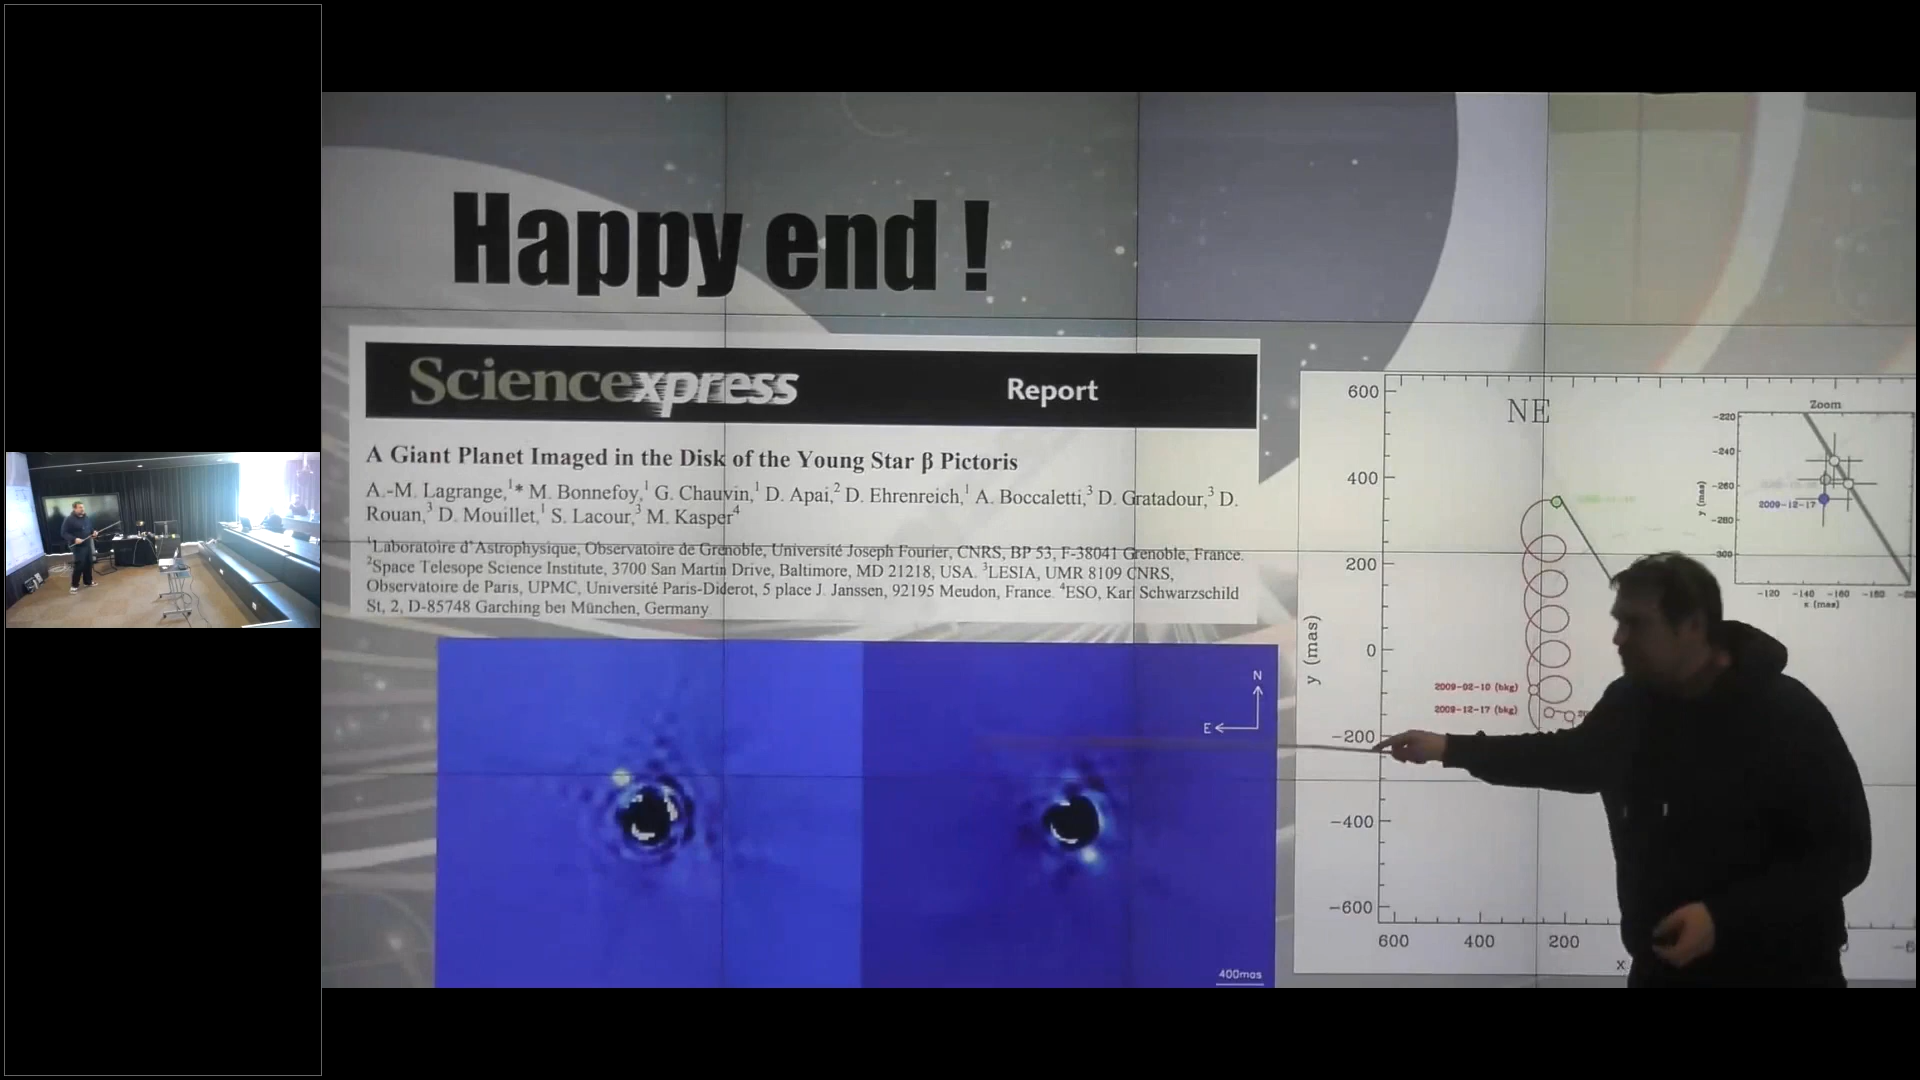 Happy end !
Sciencexpress
Report
A Giant Planet Imaged in the Disk of the Young Star β Pictoris
A.-M. Lagrange,¹* M. Bonnefoy,¹ G. Chauvin,¹ D. Apai,² D. Ehrenreich,¹ A. Boccaletti,³ D. Gratadour,³ D.
Rouan,³ D. Mouillet,¹ S. Lacour,³ M. Kasper⁴
¹Laboratoire d'Astrophysique, Observatoire de Grenoble, Université Joseph Fourier, CNRS, BP 53, F-38041 Grenoble, France.
²Space Telesope Science Institute, 3700 San Martin Drive, Baltimore, MD 21218, USA. ³LESIA, UMR 8109 CNRS,
Observatoire de Paris, UPMC, Université Paris-Diderot, 5 place J. Janssen, 92195 Meudon, France. ⁴ESO, Karl Schwarzschild
St, 2, D-85748 Garching bei München, Germany
N
E
400mas
600
400
200
0
-200
-400
-600
y (mas)
NE
2009-02-10 (bkg)
2009-12-17 (bkg)
600 400 200
x
Zoom
-220
-240
-260
-280
-300
y (mas)
2009-12-17
-120 -140 -160 -180
x (mas)